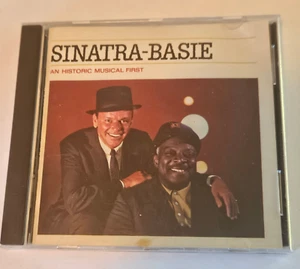 SINATRA-BASIE
AN HISTORIC MUSICAL FIRST